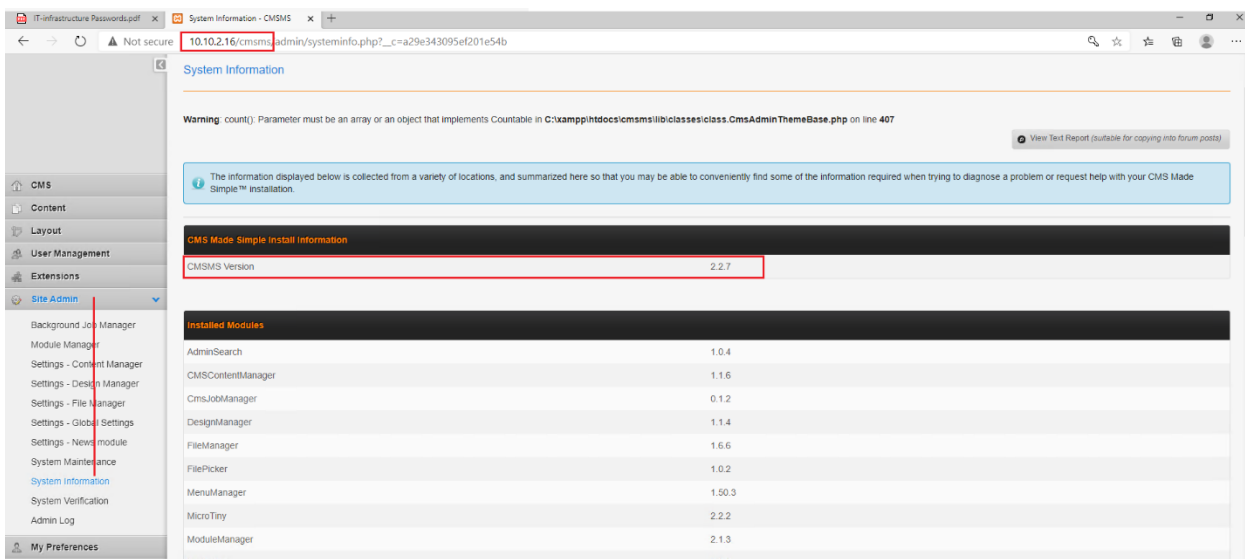 IT-infrastructure Passwords.pdf
System Information - CMSMS
Not secure
10.10.2.16/cmsms/admin/systeminfo.php?__c=a29e343095ef201e54b
CMS
Content
Layout
User Management
Extensions
Site Admin
Background Job Manager
Module Manager
Settings - Content Manager
Settings - Design Manager
Settings - File Manager
Settings - Global Settings
Settings - News module
System Maintenance
System Information
System Verification
Admin Log
My Preferences
System Information
Warning: count(): Parameter must be an array or an object that implements Countable in C:\xampp\htdocs\cmsms\lib\classes\class.CmsAdminThemeBase.php on line 407
View Text Report (suitable for copying into forum posts)
The information displayed below is collected from a variety of locations, and summarized here so that you may be able to conveniently find some of the information required when trying to diagnose a problem or request help with your CMS Made
Simple™ installation.
CMS Made Simple Install Information
CMSMS Version 2.2.7
Installed Modules
AdminSearch 1.0.4
CMSContentManager 1.1.6
CmsJobManager 0.1.2
DesignManager 1.1.4
FileManager 1.6.6
FilePicker 1.0.2
MenuManager 1.50.3
MicroTiny 2.2.2
ModuleManager 2.1.3